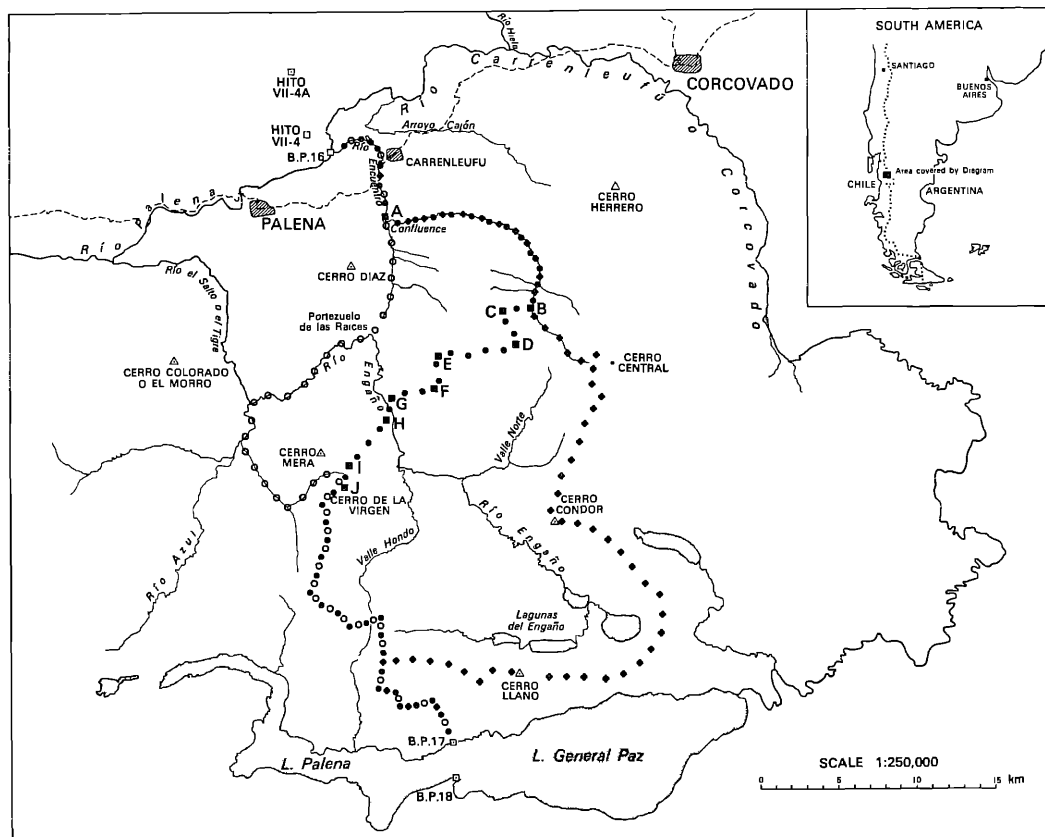 SOUTH AMERICA
SANTIAGO
BUENOS
AIRES
Area covered by Diagram
CHILE
ARGENTINA
Río Hielo
Carrenleufú
Río
CORCOVADO
HITO
VII-4A
HITO
VII-4
B.P.16
Río
Encuentro
Arroyo Cajón
CARRENLEUFU
Corcovado
CERRO
HERRERO
Palena
Río
PALENA
A
Confluence
Río el Salto o el Tigre
CERRO DIAZ
C
B
Portezuelo
de las Raices
D
E
CERRO
CENTRAL
CERRO COLORADO
O EL MORRO
Río
Engaño
F
G
H
Valle Norte
CERRO
MERA
I
J
CERRO DE LA
VIRGEN
CERRO
CONDOR
Río Engaño
Río Azul
Valle Hondo
Lagunas
del Engaño
CERRO
LLANO
B.P.17
L. Palena
L. General Paz
B.P.18
SCALE 1:250,000
0 5 10 15 km